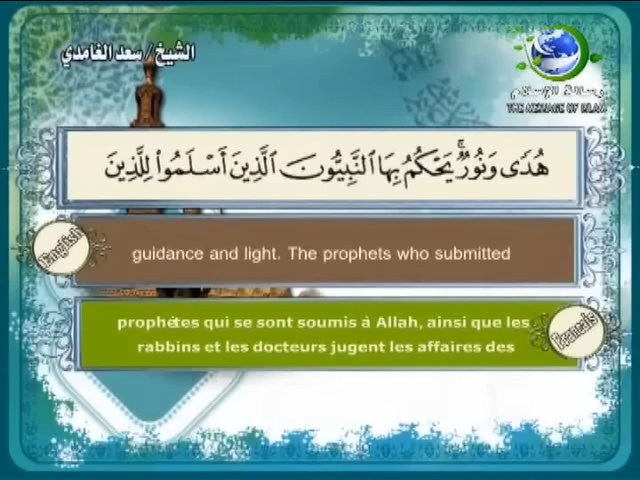 الشيخ / سعد الغامدي
رسالة الإسلام
THE MESSAGE OF ISLAM
هُدًى وَنُورٌ ۚ يَحْكُمُ بِهَا النَّبِيُّونَ الَّذِينَ أَسْلَمُوا لِلَّذِينَ
English
guidance and light. The prophets who submitted
prophètes qui se sont soumis à Allah, ainsi que les
rabbins et les docteurs jugent les affaires des
Francais